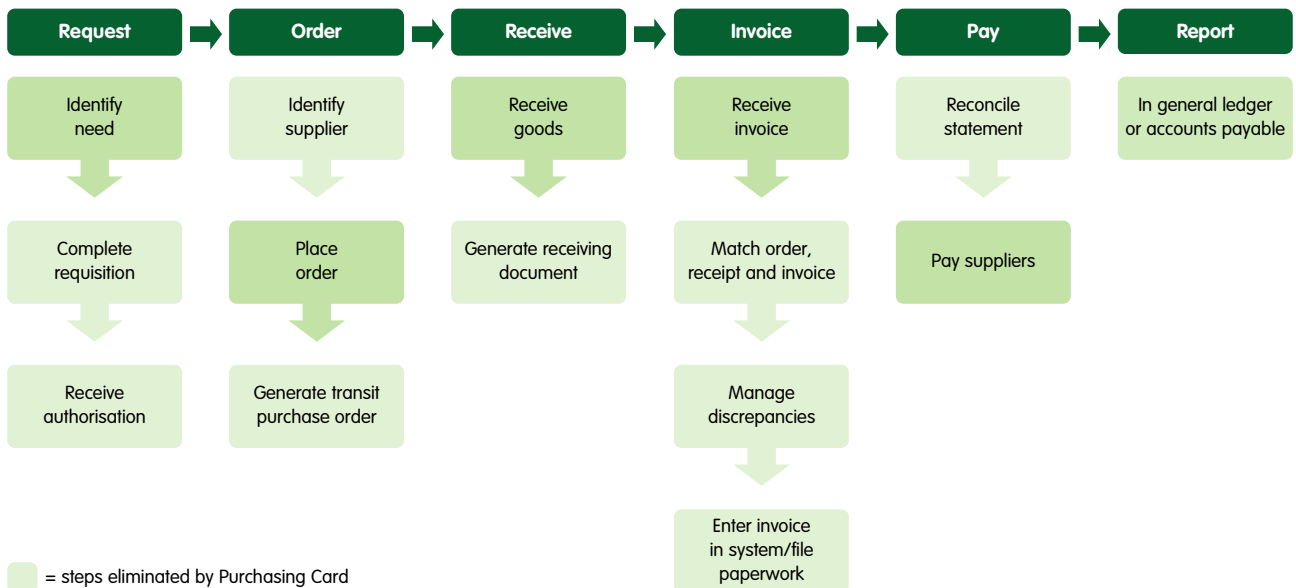 Request
Order
Receive
Invoice
Pay
Report
Identify
need
Complete
requisition
Receive
authorisation
Identify
supplier
Place
order
Generate transit
purchase order
Receive
goods
Generate receiving
document
Receive
invoice
Match order,
receipt and invoice
Manage
discrepancies
Enter invoice
in system/file
paperwork
Reconcile
statement
Pay suppliers
In general ledger
or accounts payable
= steps eliminated by Purchasing Card